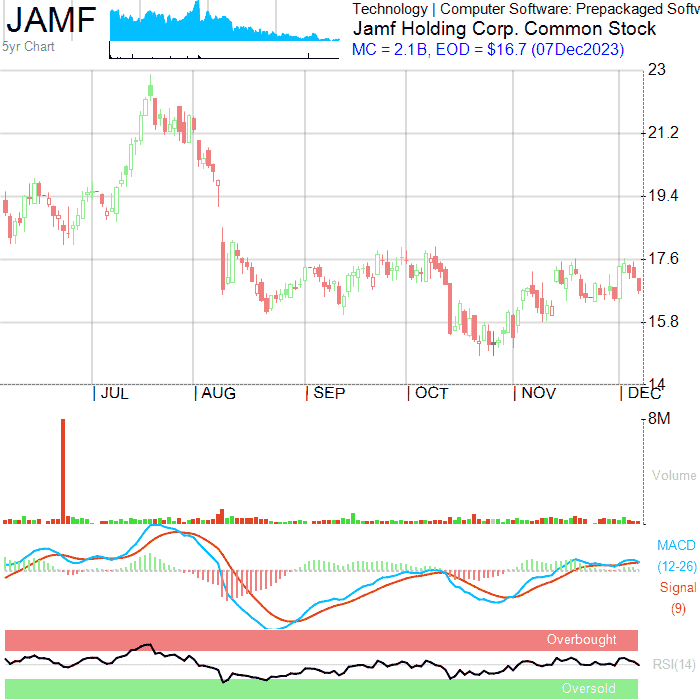 JAMF
5yr Chart
Technology | Computer Software: Prepackaged Softw
Jamf Holding Corp. Common Stock
MC = 2.1B, EOD = $16.7 (07Dec2023)
23
21.2
19.4
17.6
15.8
14
JUL
AUG
SEP
OCT
NOV
DEC
8M
Volume
MACD
(12-26)
Signal
(9)
Overbought
RSI(14)
Oversold